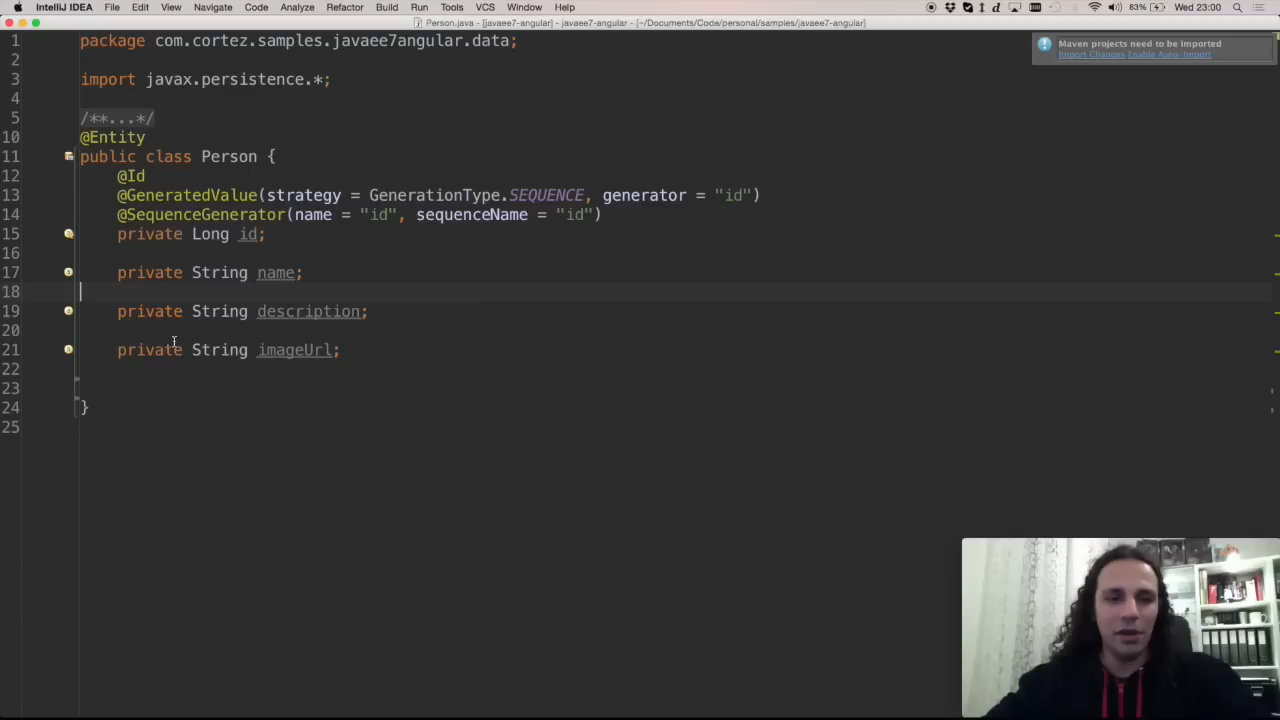 IntelliJ IDEA File Edit View Navigate Code Analyze Refactor Build Run Tools VCS Window Help 83% Wed 23:00
Person.java - [javaee7-angular] - javaee7-angular - [~/Documents/Code/personal/samples/javaee7-angular]
Maven projects need to be imported
Import Changes Enable Auto-Import
1 package com.cortez.samples.javaee7angular.data;
2
3 import javax.persistence.*;
4
5 /**...*/
10 @Entity
11 public class Person {
12 @Id
13 @GeneratedValue(strategy = GenerationType.SEQUENCE, generator = "id")
14 @SequenceGenerator(name = "id", sequenceName = "id")
15 private Long id;
16
17 private String name;
18
19 private String description;
20
21 private String imageUrl;
22
23
24 }
25